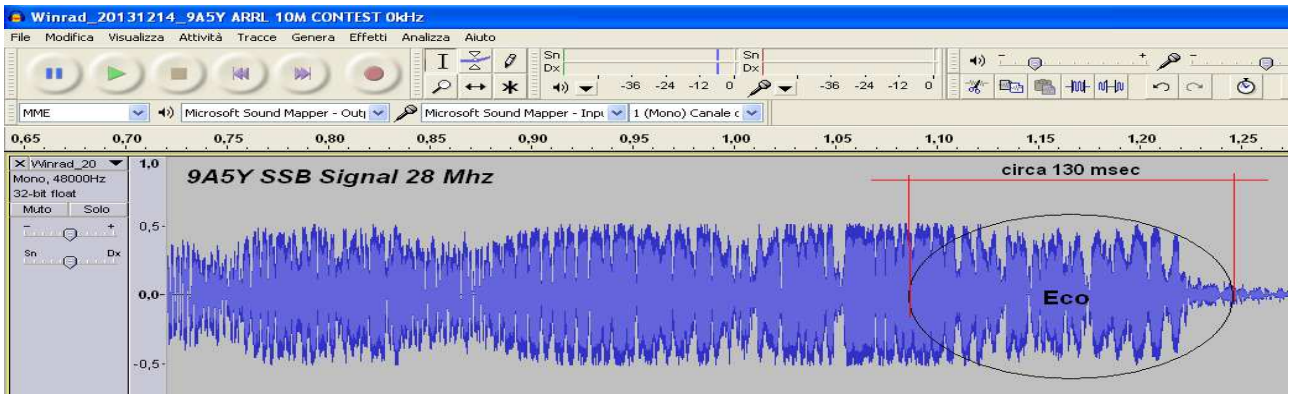 Winrad_20131214_9A5Y ARRL 10M CONTEST 0kHz
File Modifica Visualizza Attività Tracce Genera Effetti Analizza Aiuto
Sn Sn
Dx Dx
-36 -24 -12 0 -36 -24 -12 0
MME Microsoft Sound Mapper - Outp Microsoft Sound Mapper - Inpu 1 (Mono) Canale c
0,65 0,70 0,75 0,80 0,85 0,90 0,95 1,00 1,05 1,10 1,15 1,20 1,25
Winrad_20 1,0
Mono, 48000Hz
32-bit float
9A5Y SSB Signal 28 Mhz
circa 130 msec
Muto Solo
- + 0,5-
Sn Dx
0,0-
Eco
-0,5-